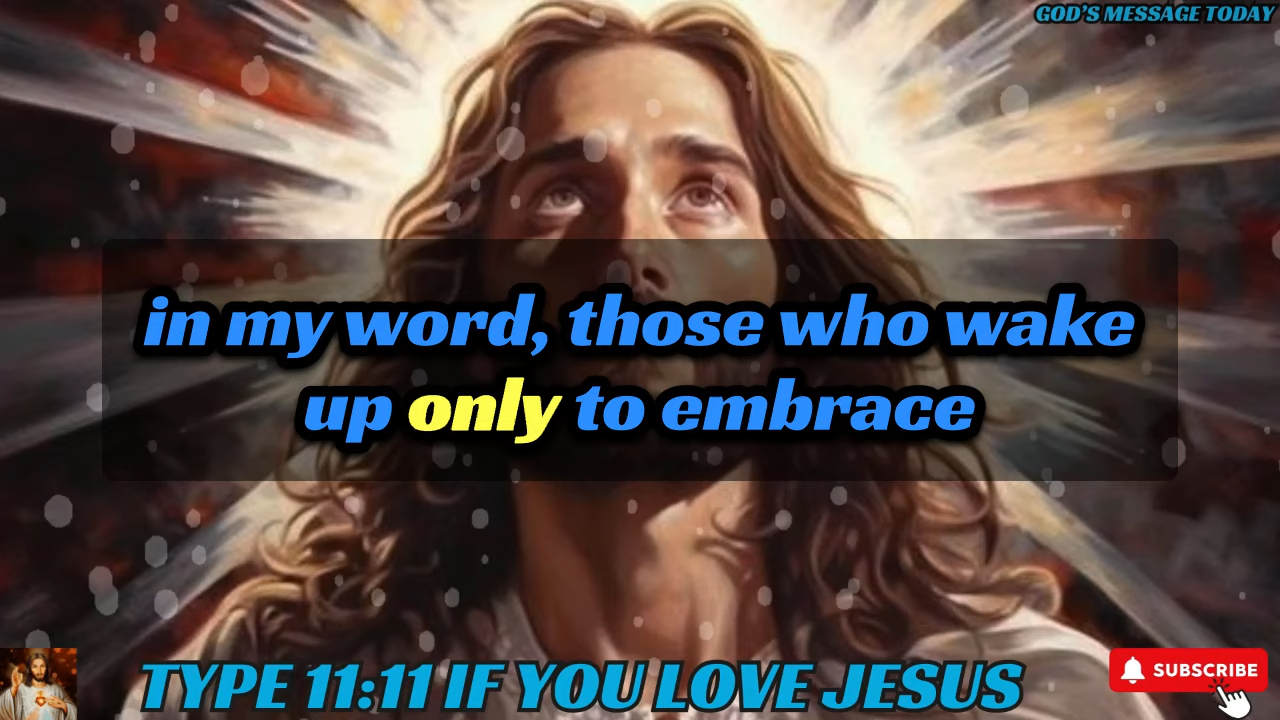 GOD'S MESSAGE TODAY
in my word, those who wake
up only to embrace
TYPE 11:11 IF YOU LOVE JESUS
SUBSCRIBE